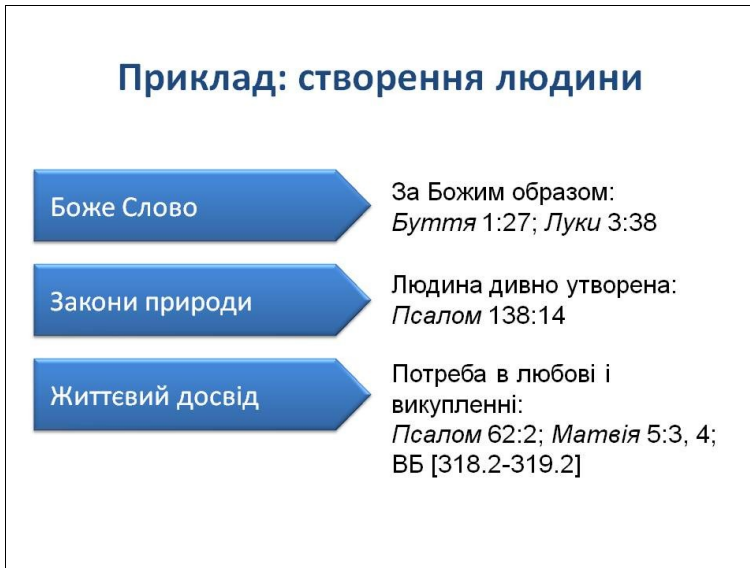 Приклад: створення людини
Боже Слово
За Божим образом:
Буття 1:27; Луки 3:38
Закони природи
Людина дивно утворена:
Псалом 138:14
Життєвий досвід
Потреба в любові і
викупленні:
Псалом 62:2; Матвія 5:3, 4;
ВБ [318.2-319.2]